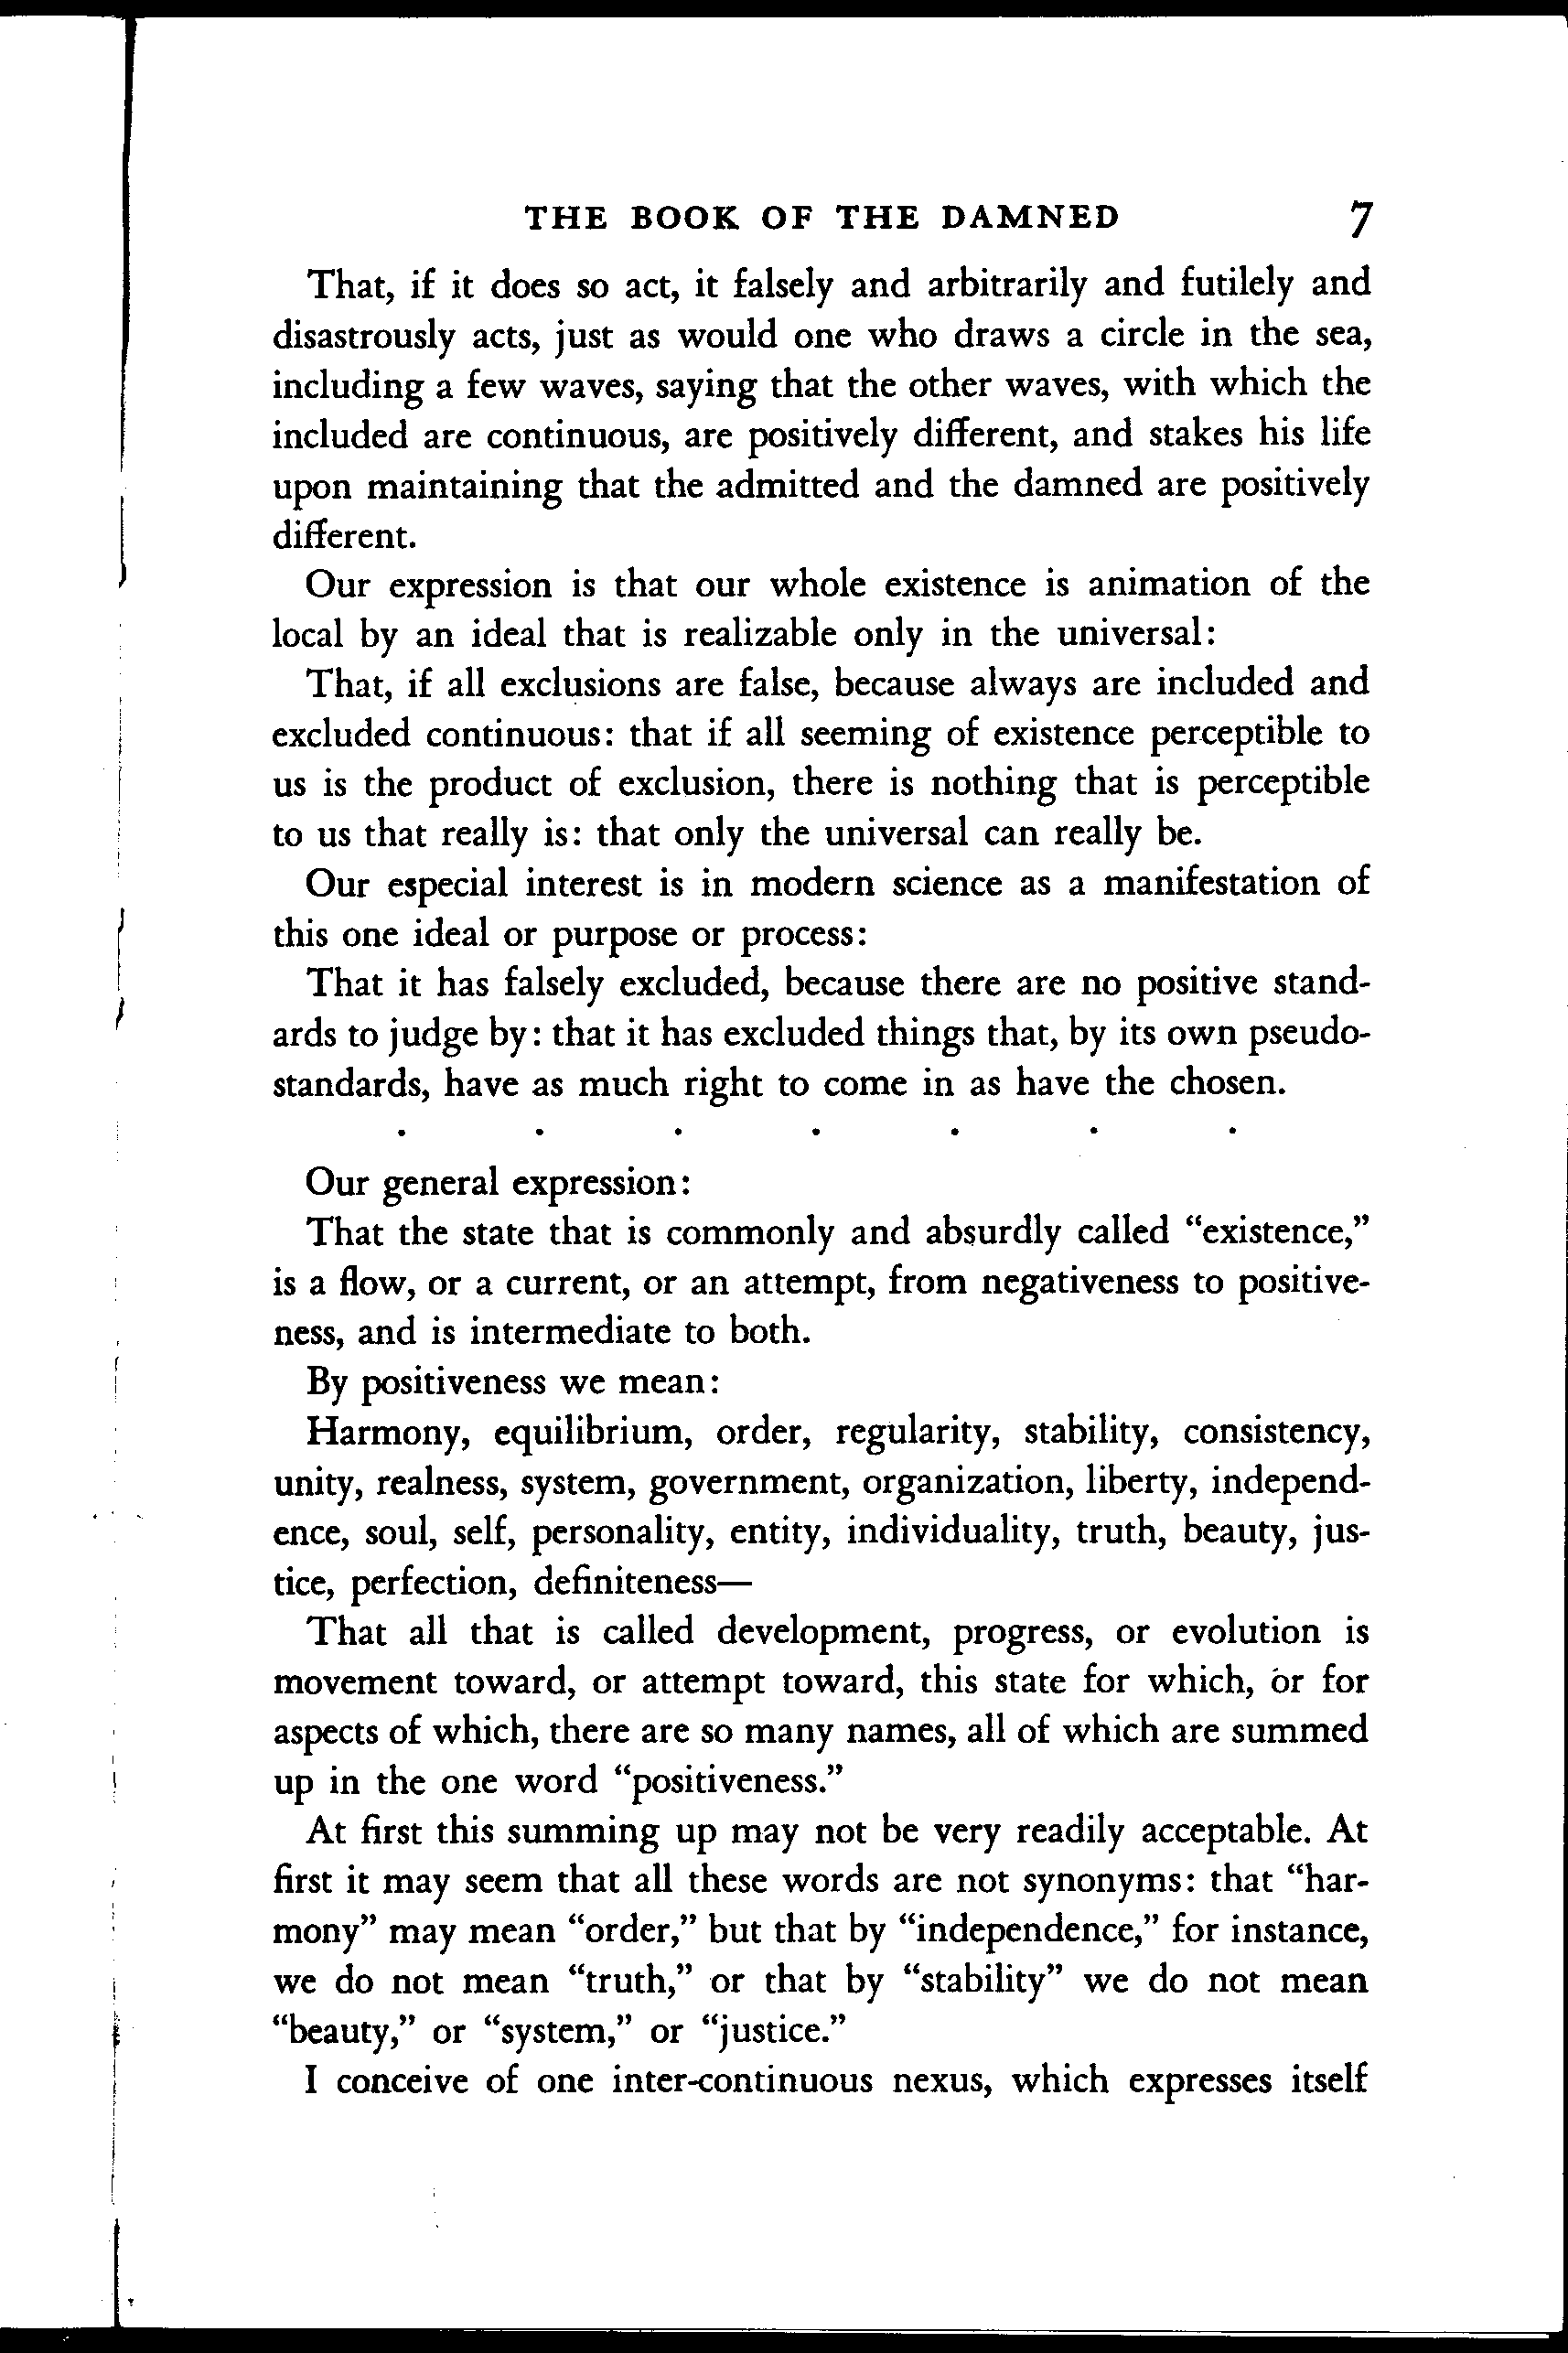 THE BOOK OF THE DAMNED 7
That, if it does so act, it falsely and arbitrarily and futilely and
disastrously acts, just as would one who draws a circle in the sea,
including a few waves, saying that the other waves, with which the
included are continuous, are positively different, and stakes his life
upon maintaining that the admitted and the damned are positively
different.
Our expression is that our whole existence is animation of the
local by an ideal that is realizable only in the universal:
That, if all exclusions are false, because always are included and
excluded continuous: that if all seeming of existence perceptible to
us is the product of exclusion, there is nothing that is perceptible
to us that really is: that only the universal can really be.
Our especial interest is in modern science as a manifestation of
this one ideal or purpose or process:
That it has falsely excluded, because there are no positive stand-
ards to judge by: that it has excluded things that, by its own pseudo-
standards, have as much right to come in as have the chosen.
. . . . . . .
Our general expression:
That the state that is commonly and absurdly called “existence,”
is a flow, or a current, or an attempt, from negativeness to positive-
ness, and is intermediate to both.
By positiveness we mean:
Harmony, equilibrium, order, regularity, stability, consistency,
unity, realness, system, government, organization, liberty, independ-
ence, soul, self, personality, entity, individuality, truth, beauty, jus-
tice, perfection, definiteness—
That all that is called development, progress, or evolution is
movement toward, or attempt toward, this state for which, or for
aspects of which, there are so many names, all of which are summed
up in the one word “positiveness.”
At first this summing up may not be very readily acceptable. At
first it may seem that all these words are not synonyms: that “har-
mony” may mean “order,” but that by “independence,” for instance,
we do not mean “truth,” or that by “stability” we do not mean
“beauty,” or “system,” or “justice.”
I conceive of one inter-continuous nexus, which expresses itself